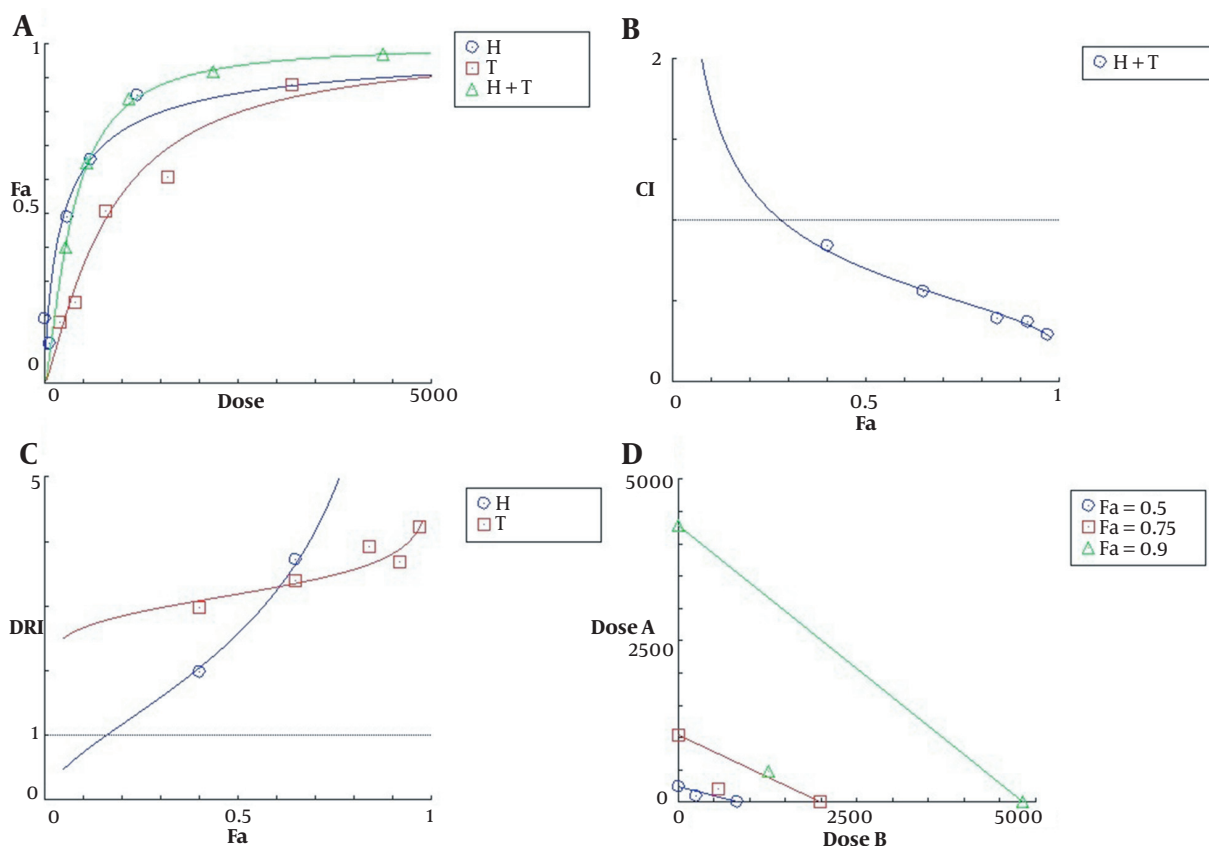 A
1
Fa
0.5
0
0
Dose
5000
H
T
H + T
B
2
CI
0
0
0.5
1
Fa
H + T
C
5
DRI
1
0
0
0.5
1
Fa
H
T
D
5000
Dose A
2500
0
0
2500
5000
Dose B
Fa = 0.5
Fa = 0.75
Fa = 0.9